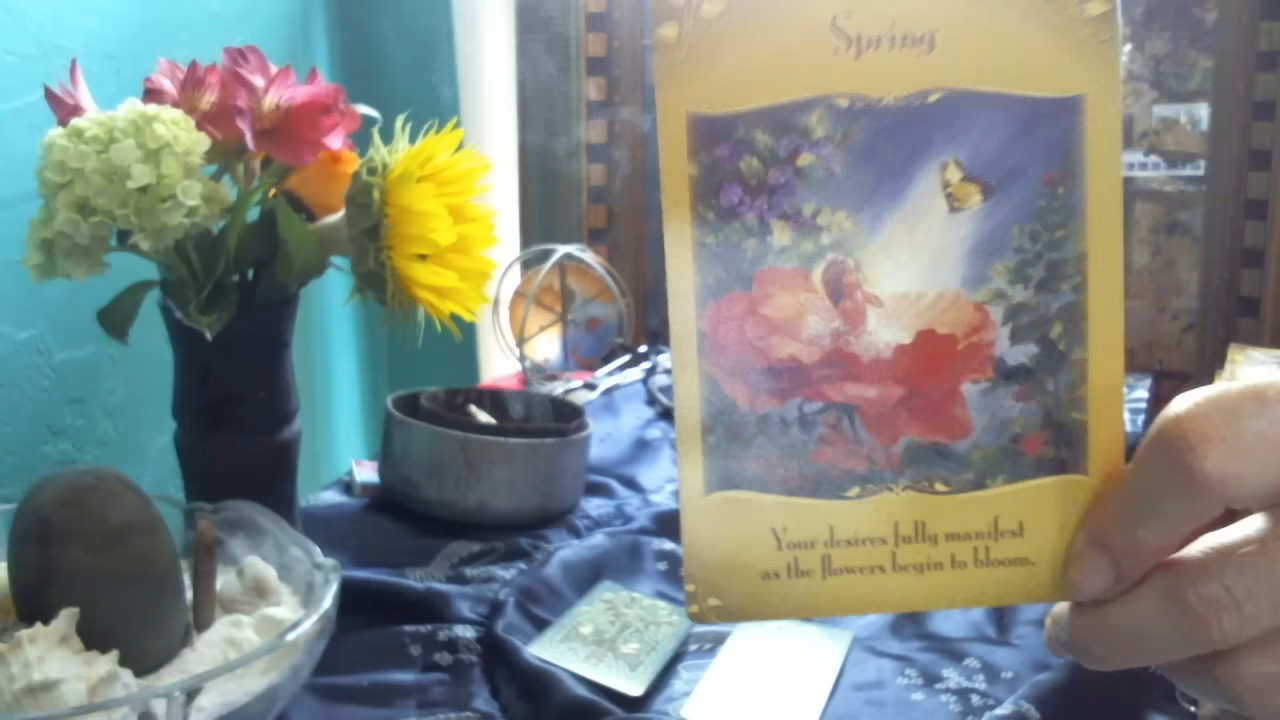 Spring
Your desires fully manifest
as the flowers begin to bloom.